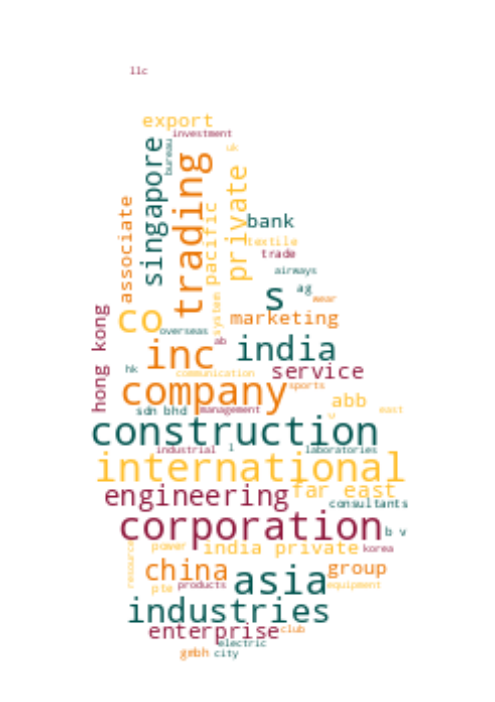 llc
export
investment
bureau
uk
singapore
trading
private
associate
pacific
bank
textile
trade
airways
s
ag
wear
system
co
marketing
overseas
hong kong
ab
inc
india
hk
communication
service
company
sports
abb
sdn bhd
management
east
u
construction
industrial
l
laboratories
international
engineering
far east
consultants
corporation
b v
resource
power
india private
korea
china
asia
group
pte
products
equipment
industries
enterprise
club
electric
gmbh
city